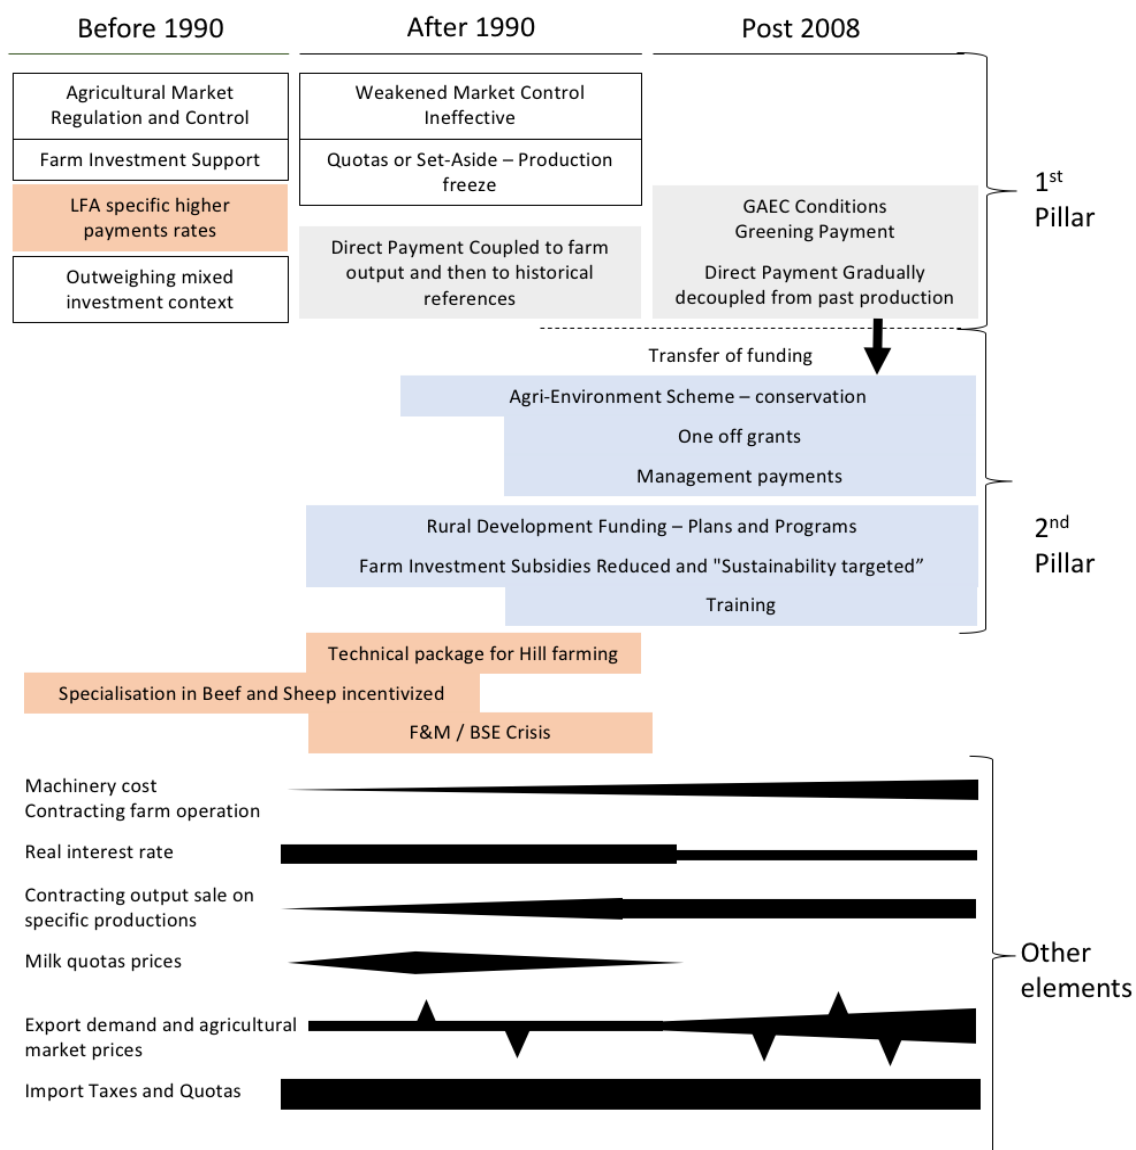 Before 1990
After 1990
Post 2008
Agricultural Market
Regulation and Control
Farm Investment Support
LFA specific higher
payments rates
Outweighing mixed
investment context
Weakened Market Control
Ineffective
Quotas or Set-Aside – Production
freeze
Direct Payment Coupled to farm
output and then to historical
references
GAEC Conditions
Greening Payment
Direct Payment Gradually
decoupled from past production
1st
Pillar
Transfer of funding
Agri-Environment Scheme – conservation
One off grants
Management payments
Rural Development Funding – Plans and Programs
Farm Investment Subsidies Reduced and "Sustainability targeted”
Training
2nd
Pillar
Technical package for Hill farming
Specialisation in Beef and Sheep incentivized
F&M / BSE Crisis
Machinery cost
Contracting farm operation
Real interest rate
Contracting output sale on
specific productions
Milk quotas prices
Export demand and agricultural
market prices
Import Taxes and Quotas
Other
elements